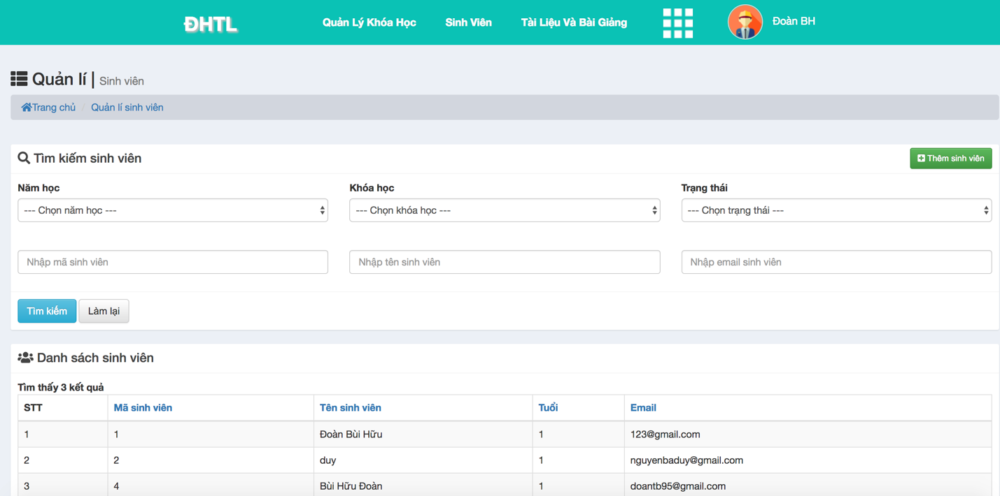 ĐHTL Quản Lý Khóa Học Sinh Viên Tài Liệu Và Bài Giảng Đoàn BH
Quản lí | Sinh viên
Trang chủ / Quản lí sinh viên
Tìm kiếm sinh viên Thêm sinh viên
Năm học Khóa học Trạng thái
--- Chọn năm học --- --- Chọn khóa học --- --- Chọn trạng thái ---
Nhập mã sinh viên Nhập tên sinh viên Nhập email sinh viên
Tìm kiếm Làm lại
Danh sách sinh viên
Tìm thấy 3 kết quả
STT Mã sinh viên Tên sinh viên Tuổi Email
1 1 Đoàn Bùi Hữu 1 123@gmail.com
2 2 duy 1 nguyenbaduy@gmail.com
3 4 Bùi Hữu Đoàn 1 doantb95@gmail.com